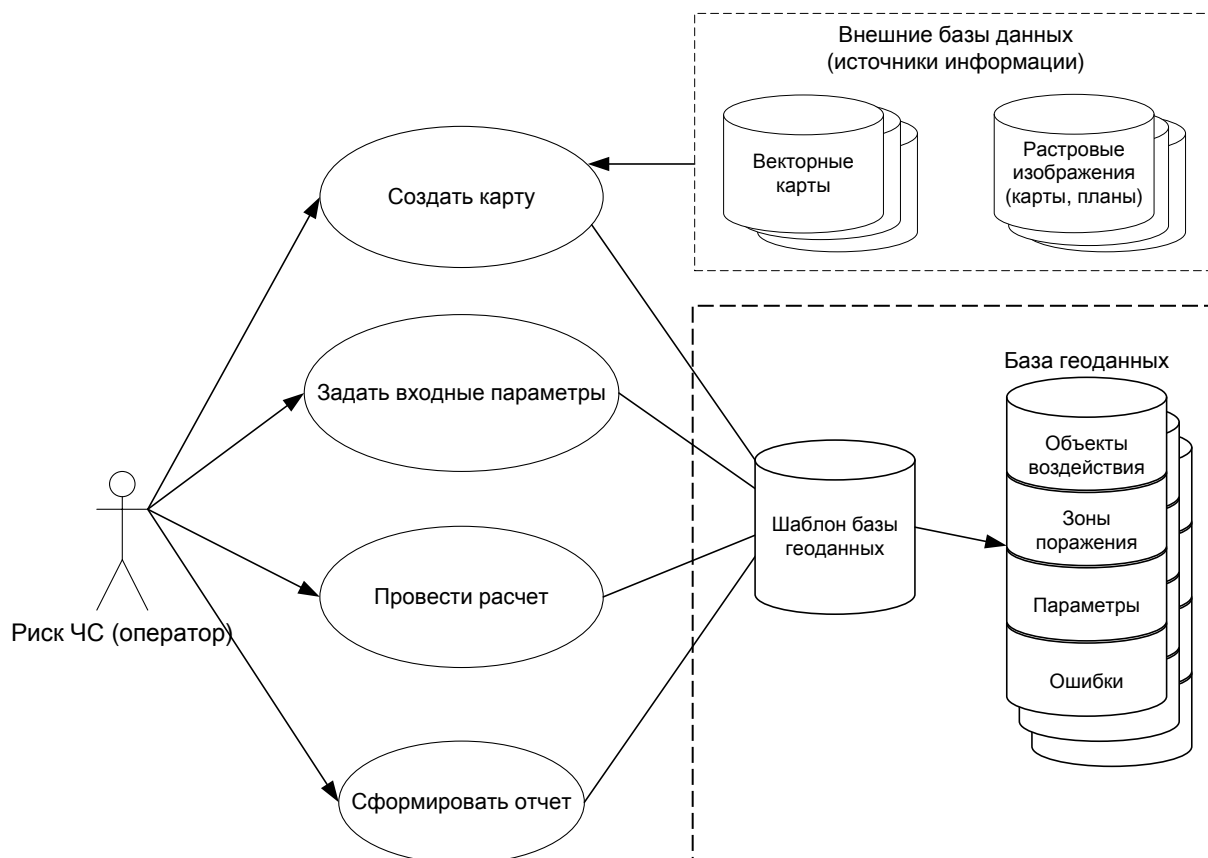 Внешние базы данных
(источники информации)
Векторные
карты
Растровые
изображения
(карты, планы)
Создать карту
Задать входные параметры
Провести расчет
Сформировать отчет
Риск ЧС (оператор)
Шаблон базы
геоданных
База геоданных
Объекты
воздействия
Зоны
поражения
Параметры
Ошибки